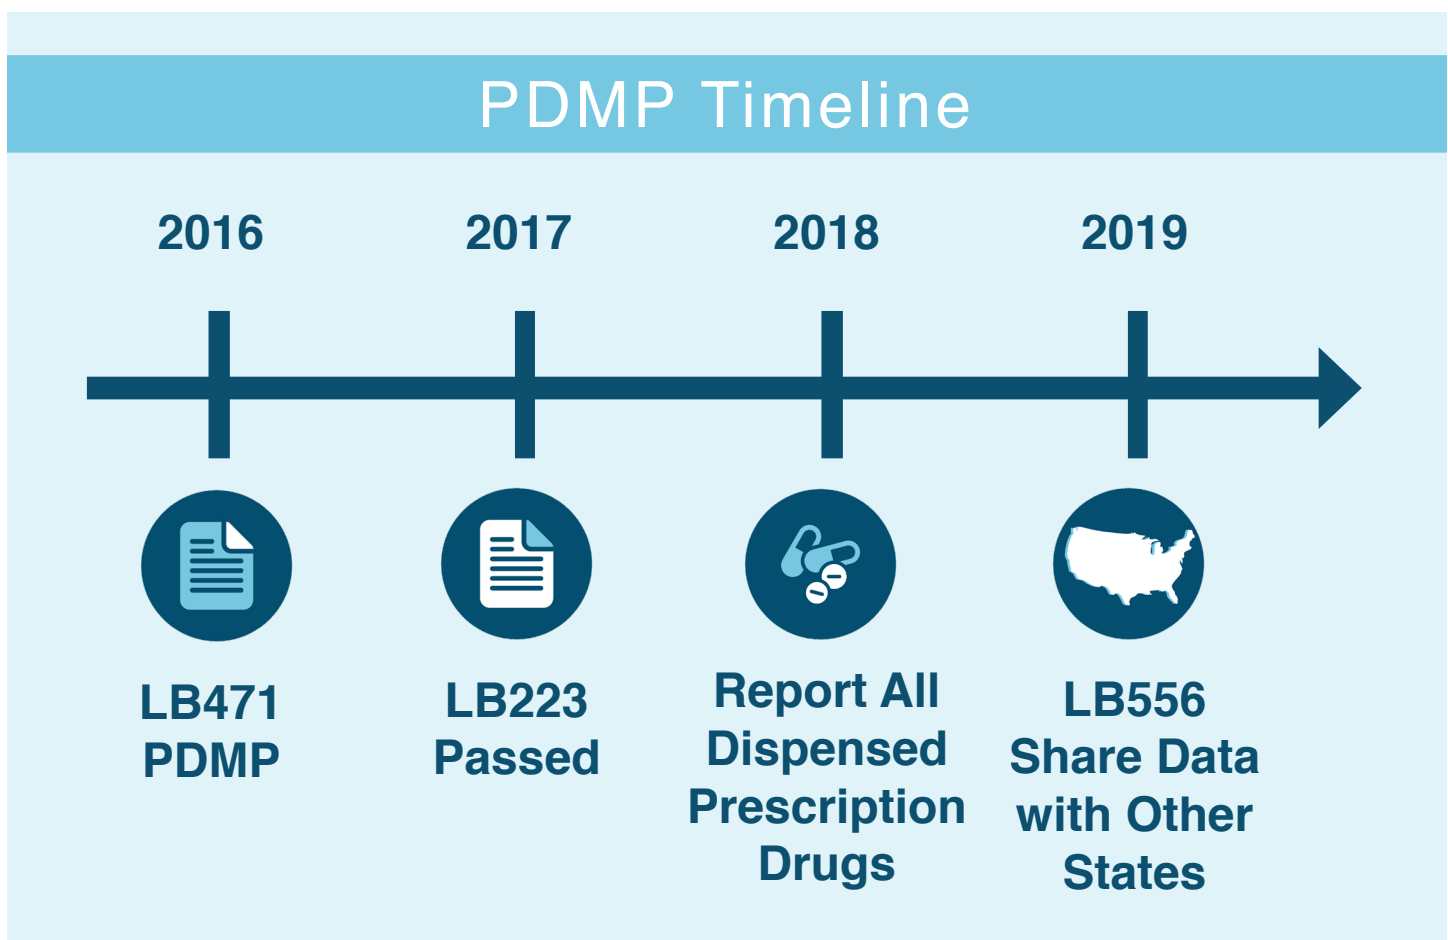 PDMP Timeline
2016
2017
2018
2019
LB471
PDMP
LB223
Passed
Report All
Dispensed
Prescription
Drugs
LB556
Share Data
with Other
States